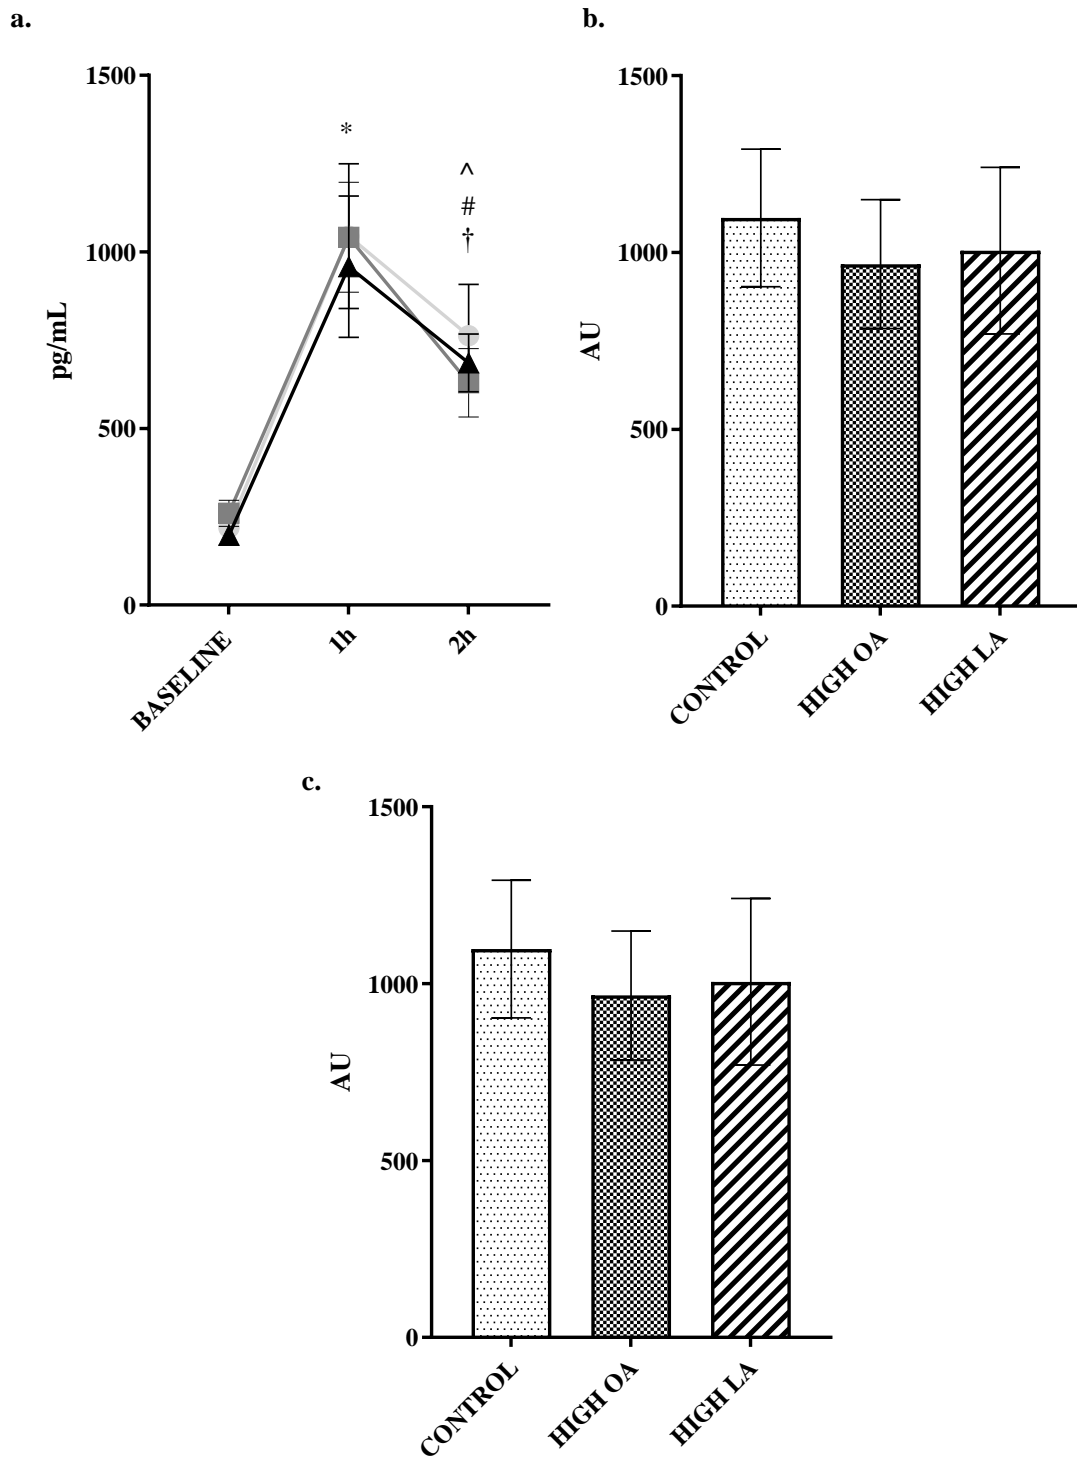 a.
1500
1000
500
0
pg/mL
*
^
#
†
BASELINE
1h
2h
b.
1500
1000
500
0
AU
CONTROL
HIGH OA
HIGH LA
c.
1500
1000
500
0
AU
CONTROL
HIGH OA
HIGH LA